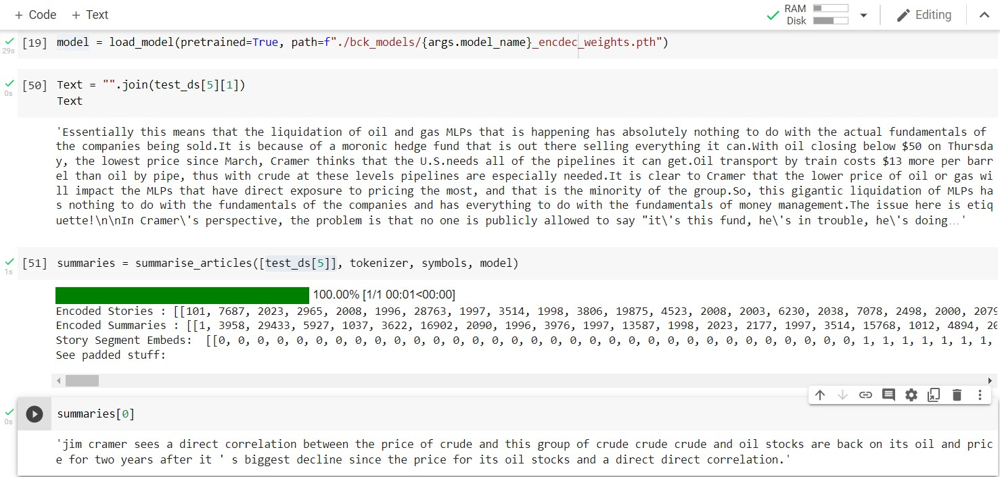 + Code + Text
RAM
Disk
Editing
[19] model = load_model(pretrained=True, path=f"./bck_models/{args.model_name}_encdec_weights.pth")
29s
[50] Text = "".join(test_ds[5][1])
0s
Text
'Essentially this means that the liquidation of oil and gas MLPs that is happening has absolutely nothing to do with the actual fundamentals of
the companies being sold.It is because of a moronic hedge fund that is out there selling everything it can.With oil closing below $50 on Thursda
y, the lowest price since March, Cramer thinks that the U.S.needs all of the pipelines it can get.Oil transport by train costs $13 more per barr
el than oil by pipe, thus with crude at these levels pipelines are especially needed.It is clear to Cramer that the lower price of oil or gas wi
ll impact the MLPs that have direct exposure to pricing the most, and that is the minority of the group.So, this gigantic liquidation of MLPs ha
s nothing to do with the fundamentals of the companies and has everything to do with the fundamentals of money management.The issue here is etiq
uette!\n\nIn Cramer\'s perspective, the problem is that no one is publicly allowed to say "it\'s this fund, he\'s in trouble, he\'s doing…'
[51] summaries = summarise_articles([test_ds[5]], tokenizer, symbols, model)
1s
100.00% [1/1 00:01<00:00]
Encoded Stories : [[101, 7687, 2023, 2965, 2008, 1996, 28763, 1997, 3514, 1998, 3806, 19875, 4523, 2008, 2003, 6230, 2038, 7078, 2498, 2000, 2079
Encoded Summaries : [[1, 3958, 29433, 5927, 1037, 3622, 16902, 2090, 1996, 3976, 1997, 13587, 1998, 2023, 2177, 1997, 3514, 15768, 1012, 4894, 20
Story Segment Embeds: [[0, 0, 0, 0, 0, 0, 0, 0, 0, 0, 0, 0, 0, 0, 0, 0, 0, 0, 0, 0, 0, 0, 0, 0, 0, 0, 0, 0, 0, 0, 0, 0, 0, 1, 1, 1, 1, 1, 1, 1,
See padded stuff:
summaries[0]
0s
'jim cramer sees a direct correlation between the price of crude and this group of crude crude crude and oil stocks are back on its oil and pric
e for two years after it ' s biggest decline since the price for its oil stocks and a direct direct correlation.'